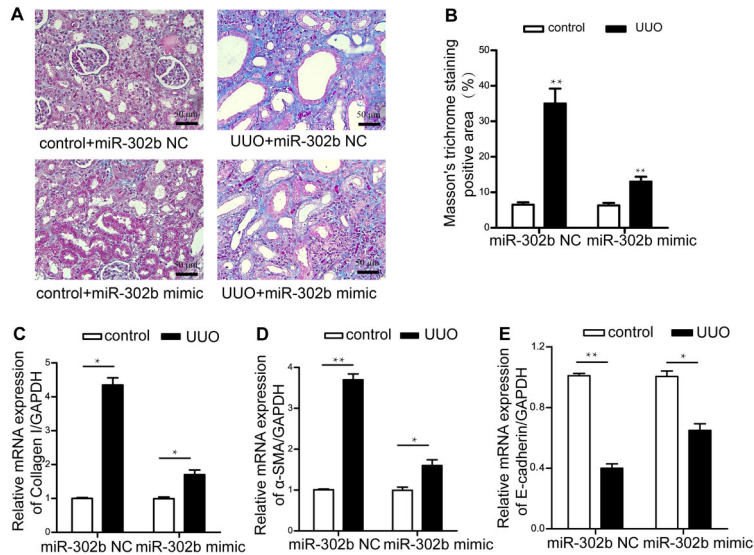 A
50 μm
50 μm
control+miR-302b NC
UUO+miR-302b NC
50 μm
50 μm
control+miR-302b mimic
UUO+miR-302b mimic
B
control
UUO
Masson's trichrome staining
positive area (%)
50
40
30
20
10
0
**
**
miR-302b NC
miR-302b mimic
C
control
UUO
Relative mRNA expression
of Collagen I/GAPDH
5
4
3
2
1
0
*
*
miR-302b NC
miR-302b mimic
D
control
UUO
Relative mRNA expression
of α-SMA/GAPDH
4
3
2
1
0
**
*
miR-302b NC
miR-302b mimic
E
control
UUO
Relative mRNA expression
of E-cadherin/GAPDH
1.2
0.8
0.4
0.0
**
*
miR-302b NC
miR-302b mimic